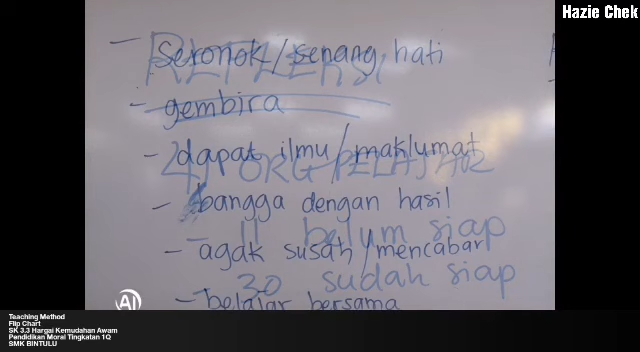 Hazie Chek
REFLEKSI
- seronok/senang hati
- gembira
- dapat ilmu/maklumat
41 ORG PELAJAR
- bangga dengan hasil
- 11 belum siap
- agak susah/mencabar
- 30 sudah siap
- belajar bersama
AI
Teaching Method
Flip Chart
SK 3.3 Hargai Kemudahan Awam
Pendidikan Moral Tingkatan 1Q
SMK BINTULU